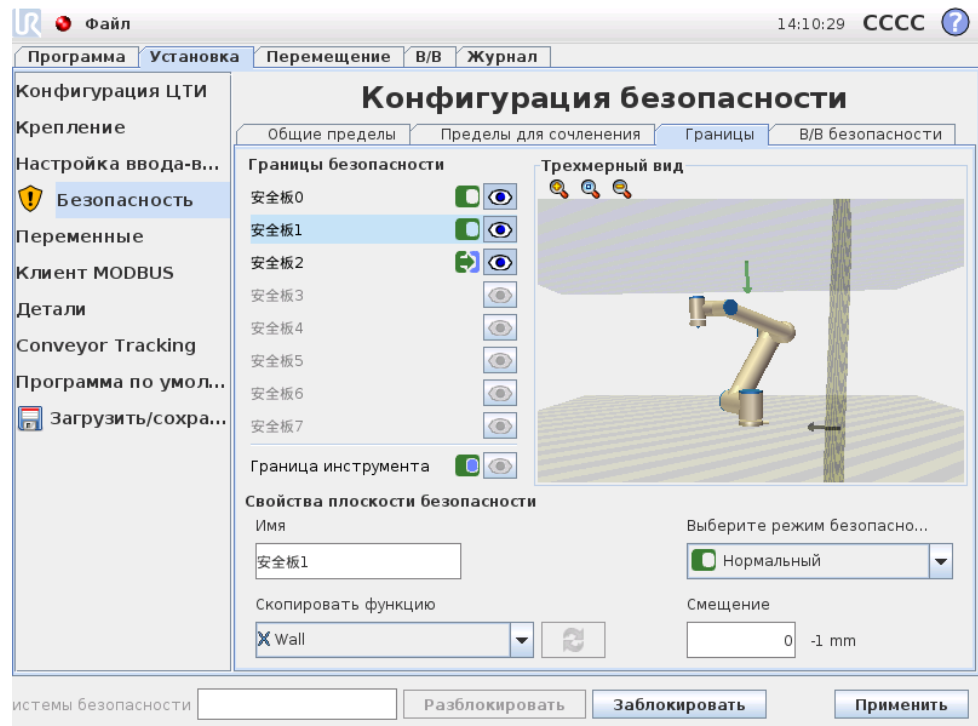 UR Файл 14:10:29 CCCC ?
Программа Установка Перемещение В/В Журнал
Конфигурация ЦТИ
Крепление
Настройка ввода-в...
Безопасность
Переменные
Клиент MODBUS
Детали
Conveyor Tracking
Программа по умол...
Загрузить/сохра...
Конфигурация безопасности
Общие пределы Пределы для сочленения Границы В/В безопасности
Границы безопасности
安全板0
安全板1
安全板2
安全板3
安全板4
安全板5
安全板6
安全板7
Граница инструмента
Трехмерный вид
Свойства плоскости безопасности
Имя
安全板1
Выберите режим безопасно...
Нормальный
Скопировать функцию
Wall
Смещение
0 -1 mm
истемы безопасности Разблокировать Заблокировать Применить